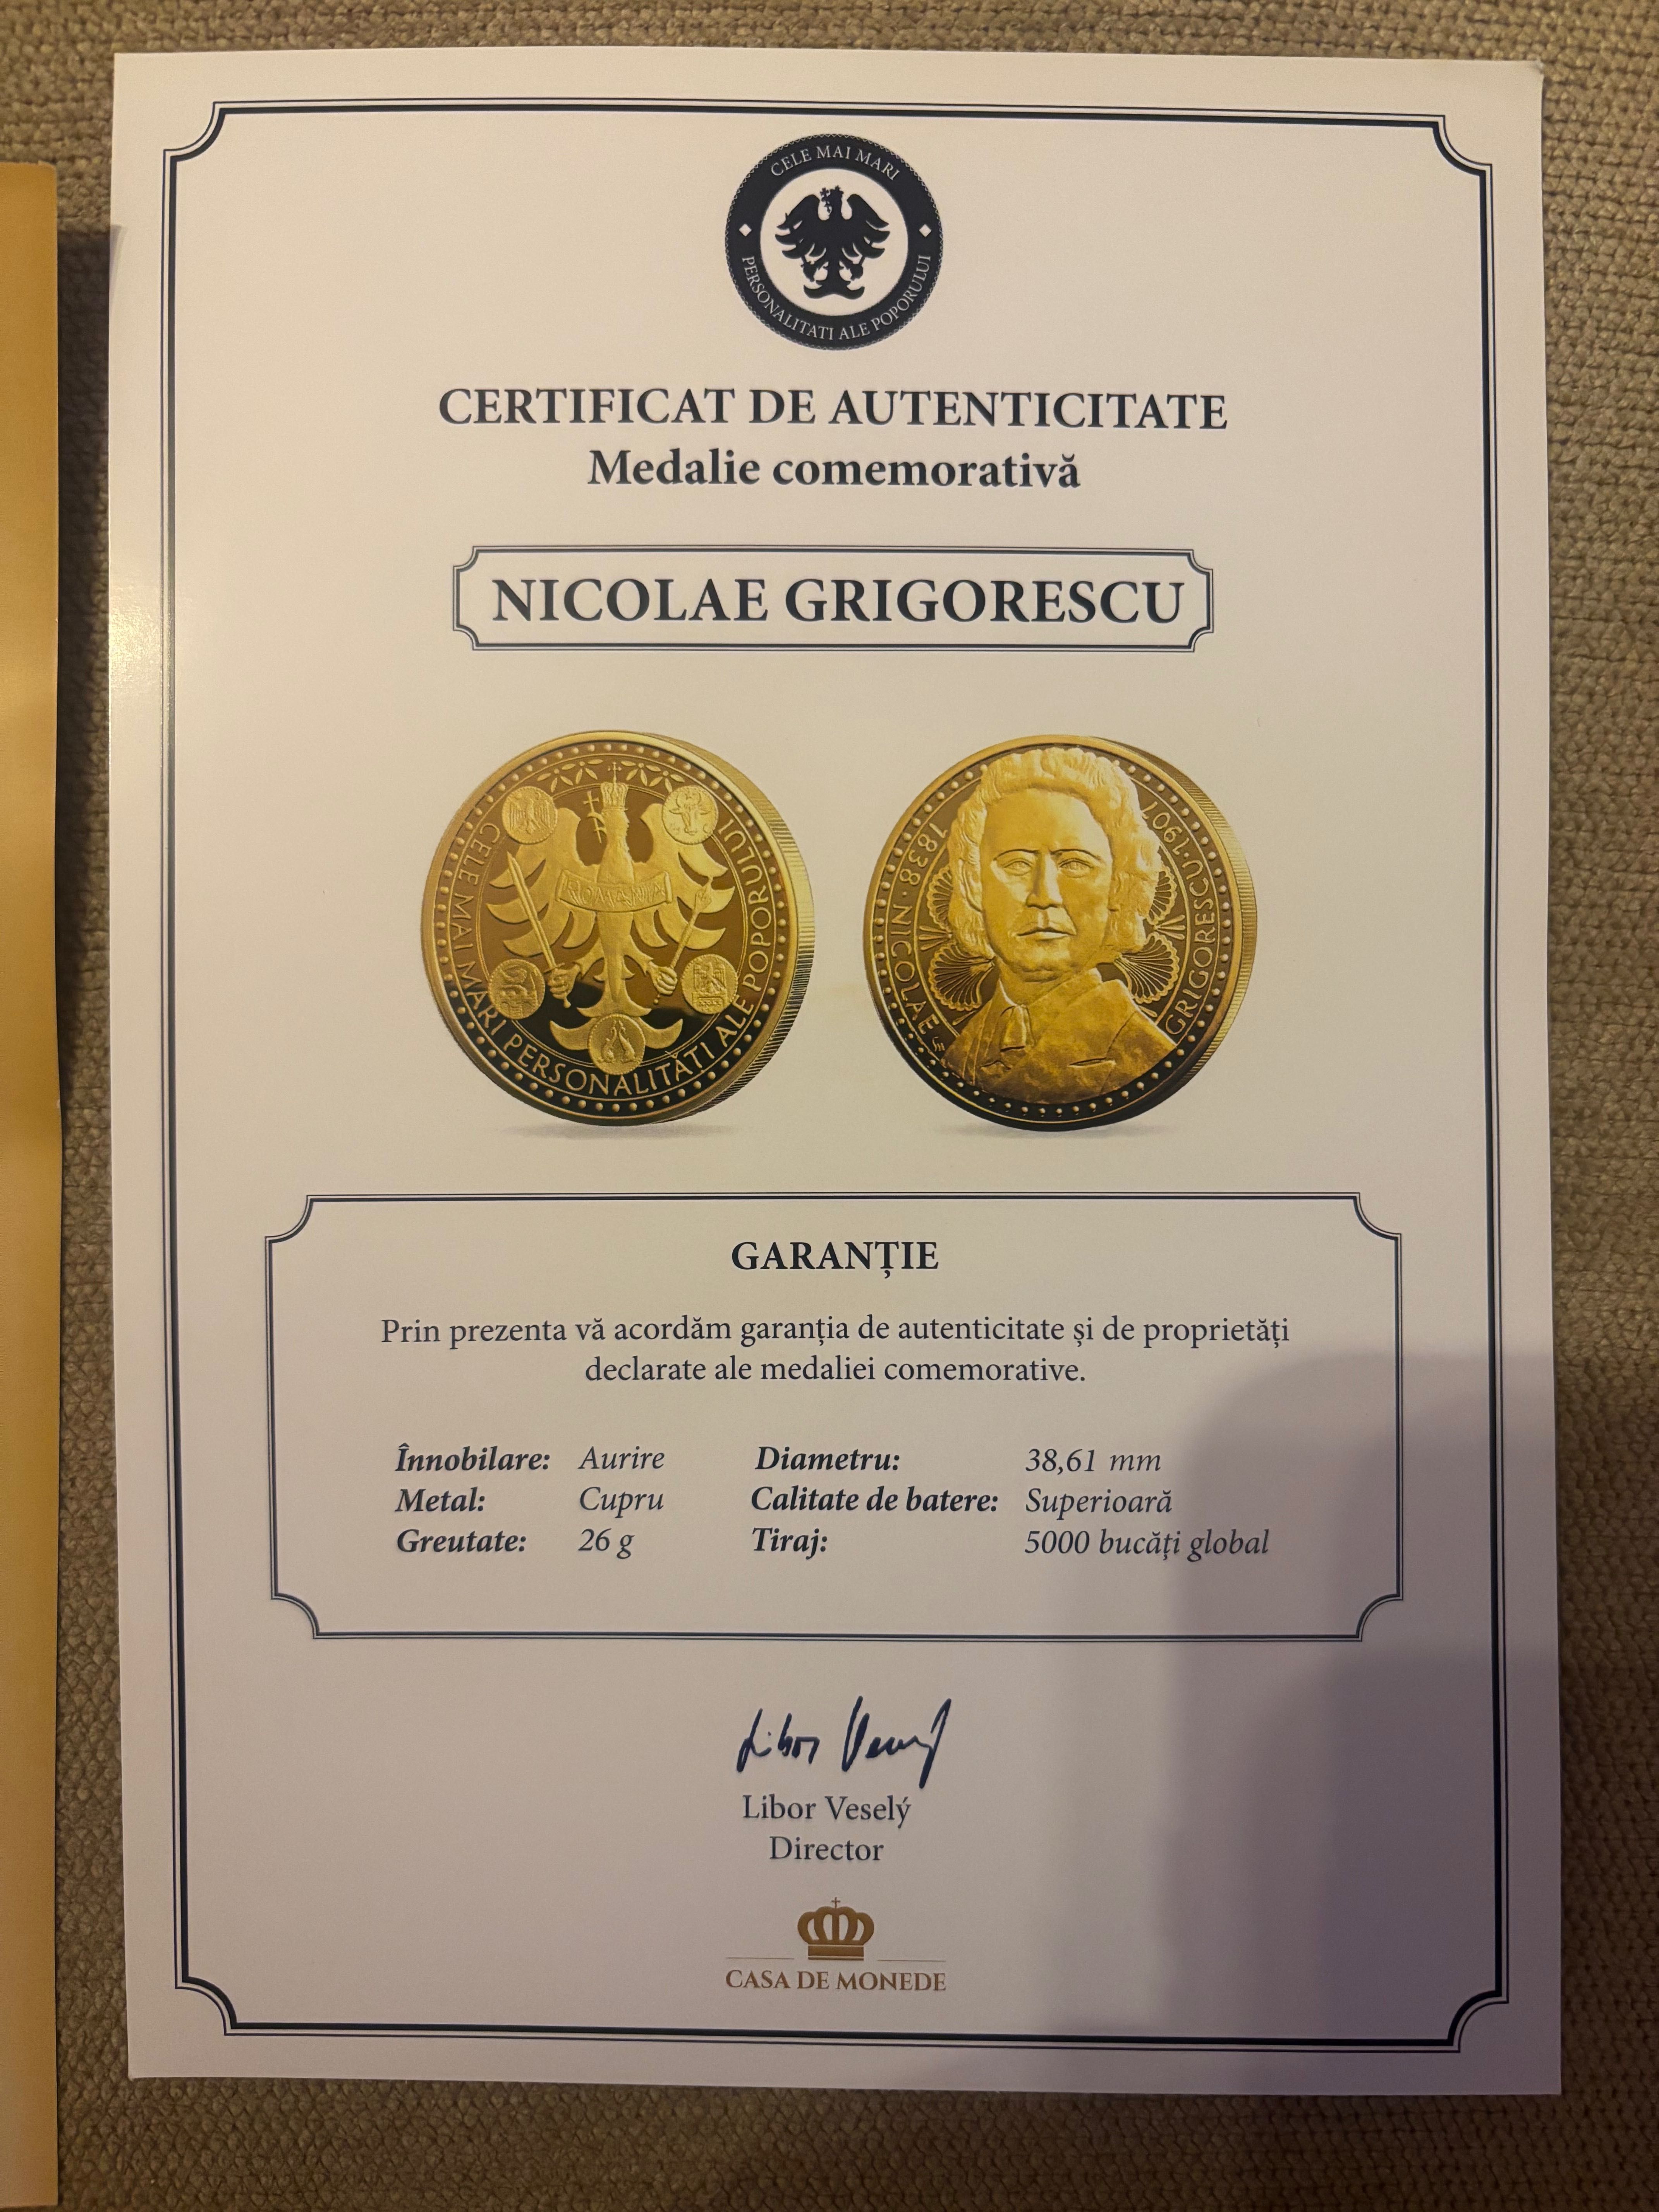 CELE MAI MARI
PERSONALITATI ALE POPORULUI
CERTIFICAT DE AUTENTICITATE
Medalie comemorativă
NICOLAE GRIGORESCU
CELE MAI MARI PERSONALITĂȚI ALE POPORULUI
ROMANIA
1838 · NICOLAE GRIGORESCU · 1907
GARANȚIE
Prin prezenta vă acordăm garanția de autenticitate și de proprietăți
declarate ale medaliei comemorative.
Înnobilare: Aurire Diametru: 38,61 mm
Metal: Cupru Calitate de batere: Superioară
Greutate: 26 g Tiraj: 5000 bucăți global
Libor Veselý
Libor Veselý
Director
CASA DE MONEDE